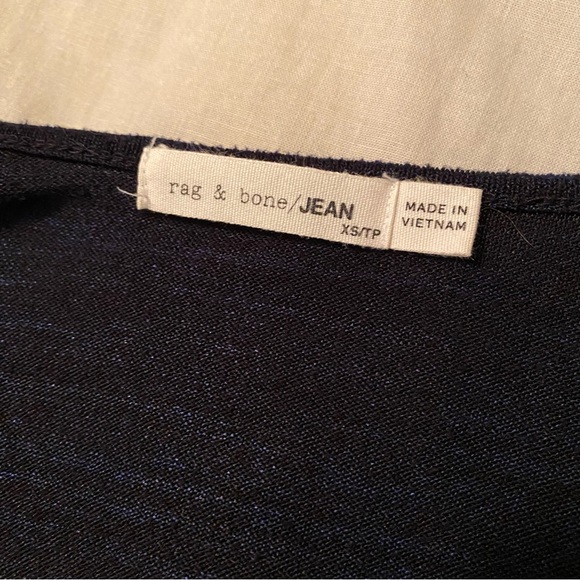 rag & bone/JEAN
XS/TP
MADE IN
VIETNAM